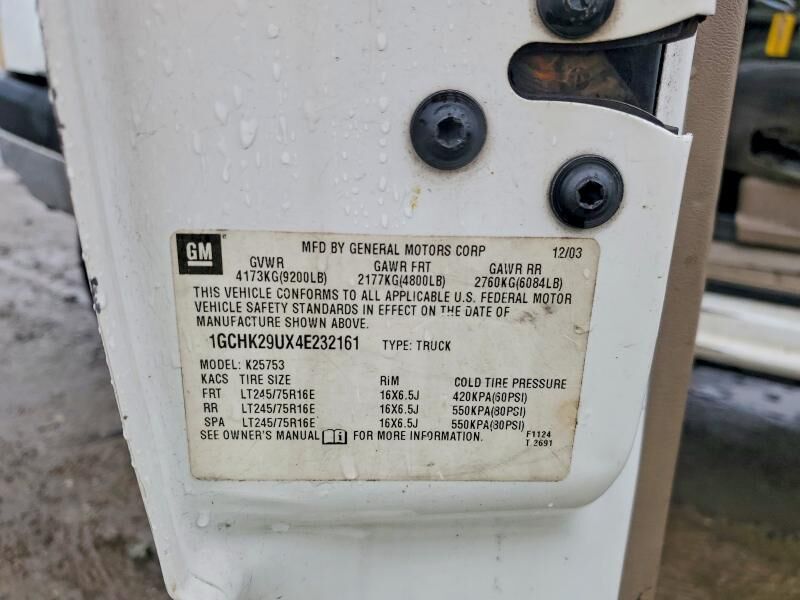 GM
MFD BY GENERAL MOTORS CORP 12/03
GVWR GAWR FRT GAWR RR
4173KG(9200LB) 2177KG(4800LB) 2760KG(6084LB)
THIS VEHICLE CONFORMS TO ALL APPLICABLE U.S. FEDERAL MOTOR
VEHICLE SAFETY STANDARDS IN EFFECT ON THE DATE OF
MANUFACTURE SHOWN ABOVE.
1GCHK29UX4E232161 TYPE: TRUCK
MODEL: K25753
KACS TIRE SIZE RIM COLD TIRE PRESSURE
FRT LT245/75R16E 16X6.5J 420KPA(60PSI)
RR LT245/75R16E 16X6.5J 550KPA(80PSI)
SPA LT245/75R16E 16X6.5J 550KPA(80PSI)
SEE OWNER'S MANUAL FOR MORE INFORMATION.
F1124
T 2691